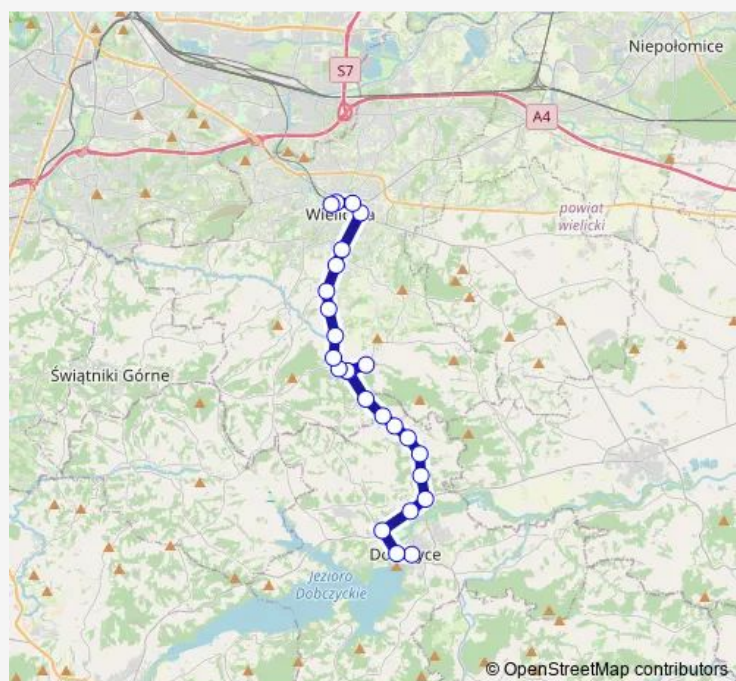 Niepołomice
S7
A4
powiat
wielicki
Świątniki Górne
Jezioro
Dobczyckie
© OpenStreetMap contributors